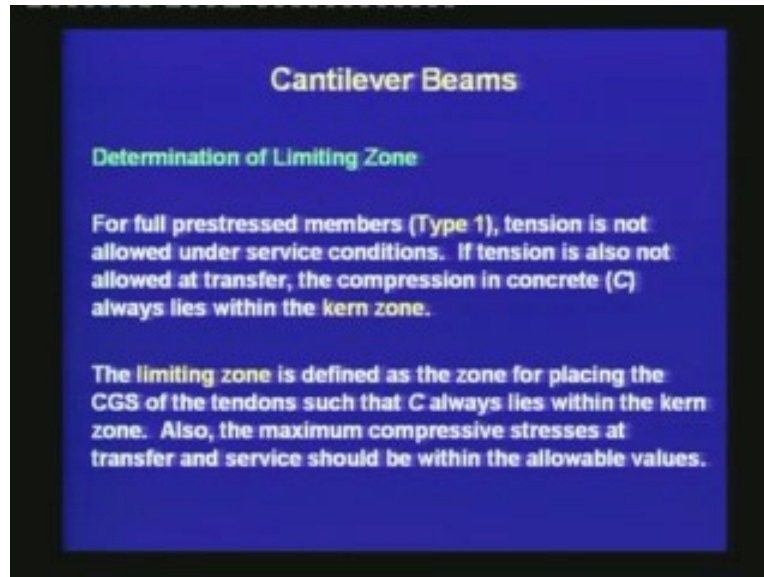 Cantilever Beams
Determination of Limiting Zone
For full prestressed members (Type 1), tension is not
allowed under service conditions. If tension is also not
allowed at transfer, the compression in concrete (C)
always lies within the kern zone.
The limiting zone is defined as the zone for placing the
CGS of the tendons such that C always lies within the kern
zone. Also, the maximum compressive stresses at
transfer and service should be within the allowable values.